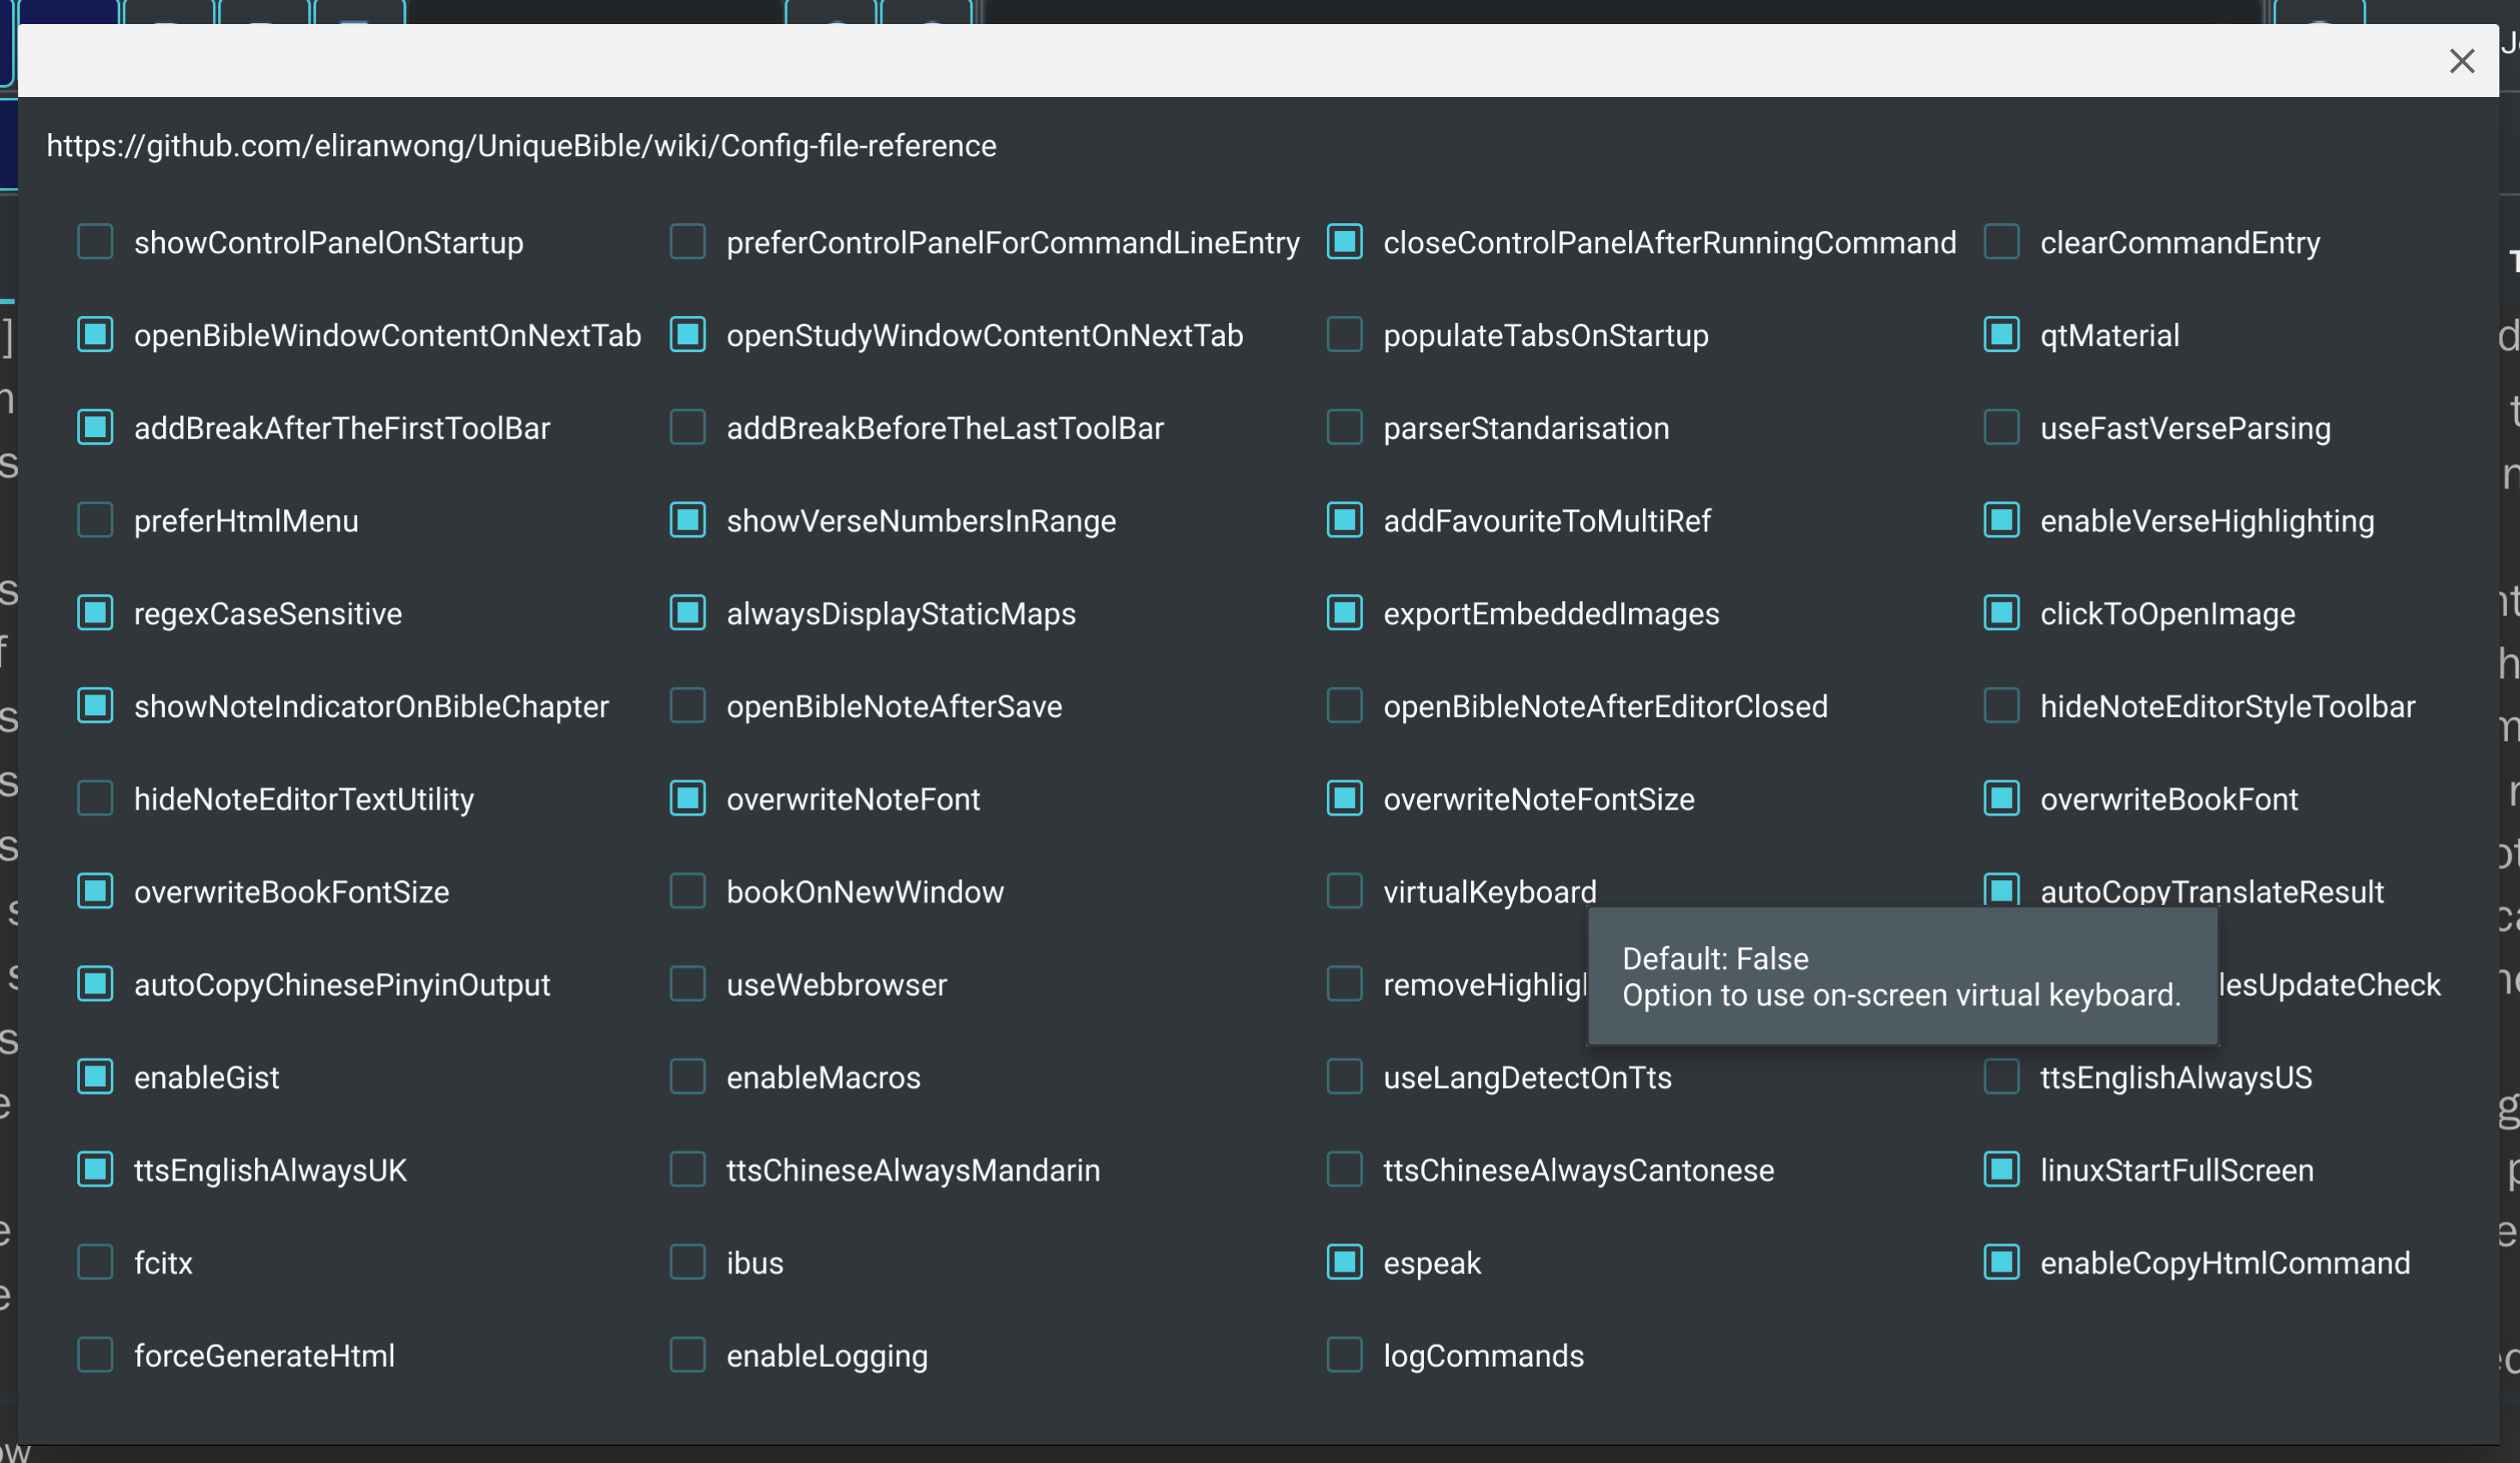 https://github.com/eliranwong/UniqueBible/wiki/Config-file-reference
showControlPanelOnStartup preferControlPanelForCommandLineEntry closeControlPanelAfterRunningCommand clearCommandEntry
openBibleWindowContentOnNextTab openStudyWindowContentOnNextTab populateTabsOnStartup qtMaterial
addBreakAfterTheFirstToolBar addBreakBeforeTheLastToolBar parserStandarisation useFastVerseParsing
preferHtmlMenu showVerseNumbersInRange addFavouriteToMultiRef enableVerseHighlighting
regexCaseSensitive alwaysDisplayStaticMaps exportEmbeddedImages clickToOpenImage
showNoteIndicatorOnBibleChapter openBibleNoteAfterSave openBibleNoteAfterEditorClosed hideNoteEditorStyleToolbar
hideNoteEditorTextUtility overwriteNoteFont overwriteNoteFontSize overwriteBookFont
overwriteBookFontSize bookOnNewWindow virtualKeyboard autoCopyTranslateResult
Default: False
Option to use on-screen virtual keyboard.
autoCopyChinesePinyinOutput useWebbrowser removeHighlig lesUpdateCheck
enableGist enableMacros useLangDetectOnTts ttsEnglishAlwaysUS
ttsEnglishAlwaysUK ttsChineseAlwaysMandarin ttsChineseAlwaysCantonese linuxStartFullScreen
fcitx ibus espeak enableCopyHtmlCommand
forceGenerateHtml enableLogging logCommands